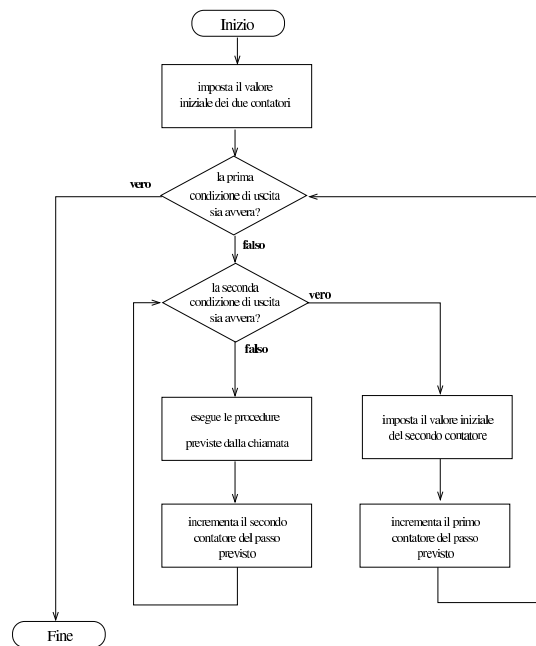 Inizio
imposta il valore
iniziale dei due contatori
la prima
condizione di uscita
sia avvera?
vero
falso
la seconda
condizione di uscita
sia avvera?
vero
falso
esegue le procedure
previste dalla chiamata
imposta il valore iniziale
del secondo contatore
incrementa il secondo
contatore del passo
previsto
incrementa il primo
contatore del passo
previsto
Fine